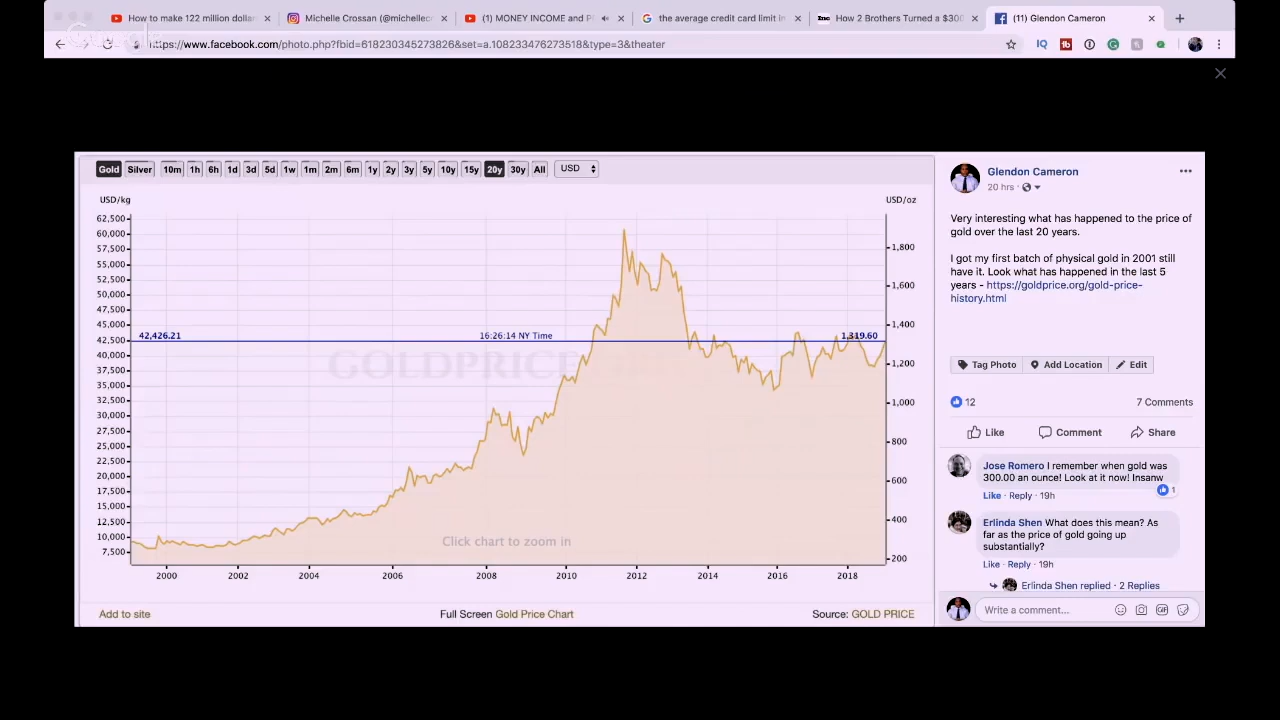 How to make 122 million dollar
Michelle Crossan (@michellecr
(1) MONEY INCOME and P
the average credit card limit in
Inc. How 2 Brothers Turned a $300
(11) Glendon Cameron
https://www.facebook.com/photo.php?fbid=618230345273826&set=a.108233476273518&type=3&theater
Gold Silver 10m 1h 6h 1d 3d 5d 1w 1m 2m 6m 1y 2y 3y 5y 10y 15y 20y 30y All USD
USD/kg
USD/oz
62,500
60,000
57,500
55,000
52,500
50,000
47,500
45,000
42,500
40,000
37,500
35,000
32,500
30,000
27,500
25,000
22,500
20,000
17,500
15,000
12,500
10,000
7,500
42,426.21
16:26:14 NY Time
1,319.60
GOLDPRICE
Click chart to zoom in
1,800
1,600
1,400
1,200
1,000
800
600
400
200
2000 2002 2004 2006 2008 2010 2012 2014 2016 2018
Add to site
Full Screen Gold Price Chart
Source: GOLD PRICE
Glendon Cameron
20 hrs
Very interesting what has happened to the price of
gold over the last 20 years.
I got my first batch of physical gold in 2001 still
have it. Look what has happened in the last 5
years - https://goldprice.org/gold-price-
history.html
Tag Photo Add Location Edit
12
7 Comments
Like Comment Share
Jose Romero I remember when gold was
300.00 an ounce! Look at it now! Insanw
Like · Reply · 19h
1
Erlinda Shen What does this mean? As
far as the price of gold going up
substantially?
Like · Reply · 19h
Erlinda Shen replied · 2 Replies
Write a comment...
GIF